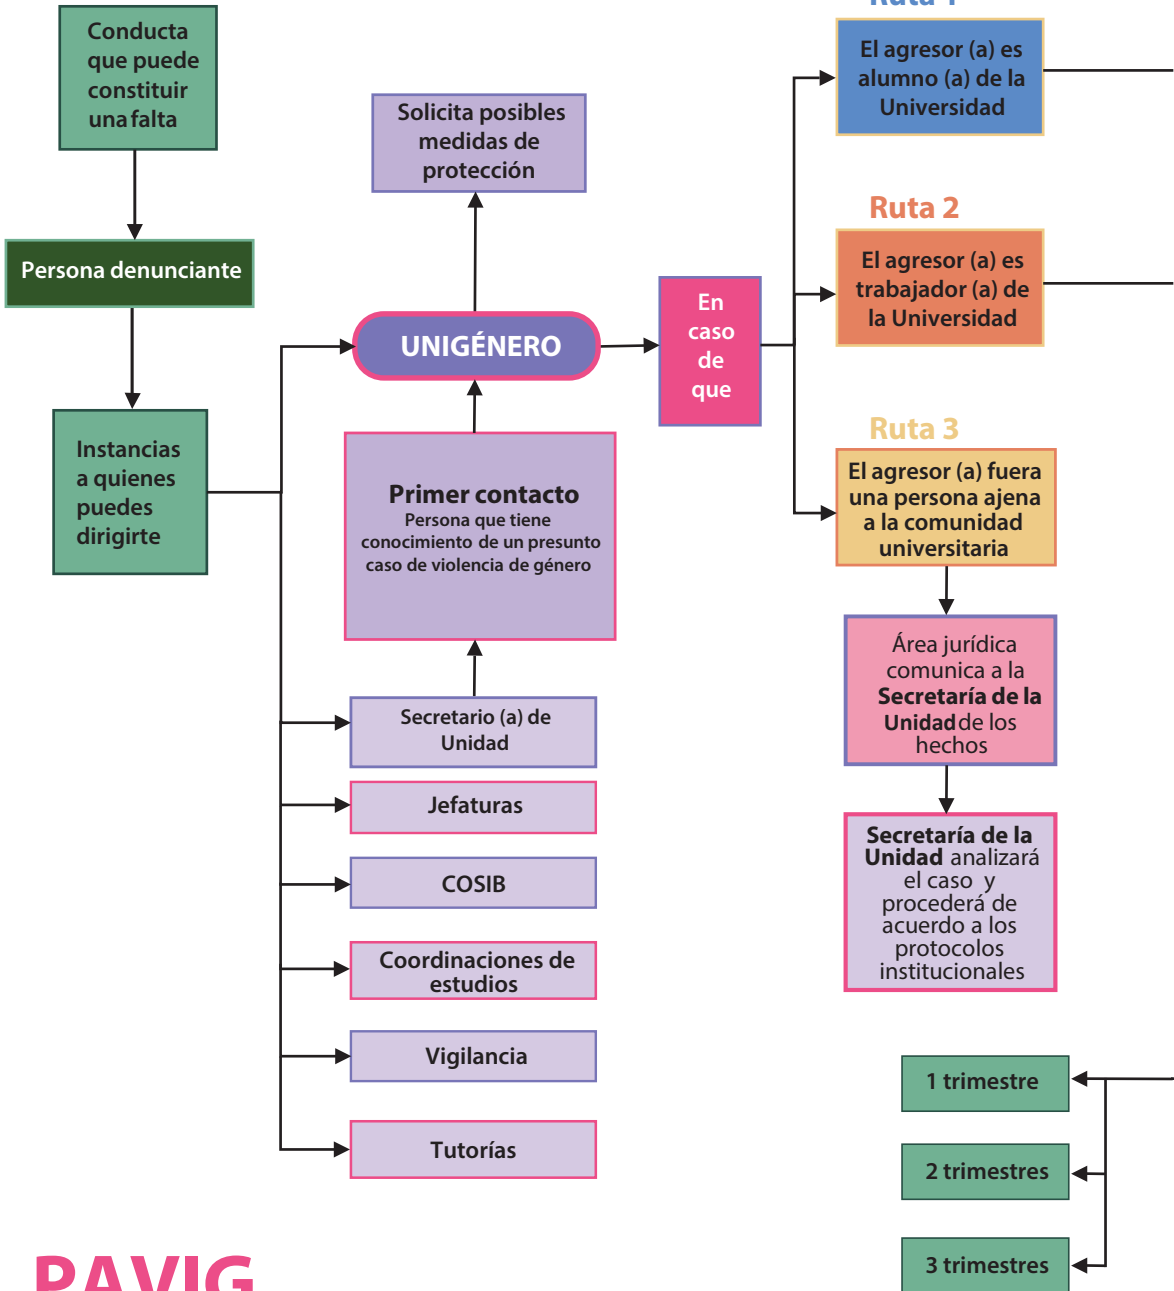 Conducta
que puede
constituir
una falta
Persona denunciante
Instancias
a quienes
puedes
dirigirte
Solicita posibles
medidas de
protección
UNIGÉNERO
Primer contacto
Persona que tiene
conocimiento de un presunto
caso de violencia de género
Secretario (a) de
Unidad
Jefaturas
COSIB
Coordinaciones de
estudios
Vigilancia
Tutorías
En
caso
de
que
Ruta 1
El agresor (a) es
alumno (a) de la
Universidad
Ruta 2
El agresor (a) es
trabajador (a) de
la Universidad
Ruta 3
El agresor (a) fuera
una persona ajena
a la comunidad
universitaria
Área jurídica
comunica a la
Secretaría de la
Unidad de los
hechos
Secretaría de la
Unidad analizará
el caso y
procederá de
acuerdo a los
protocolos
institucionales
1 trimestre
2 trimestres
3 trimestres
PAVIG